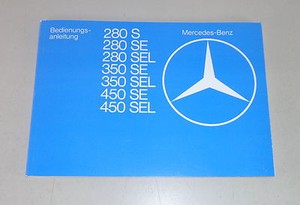 Bedienungs-
anleitung
280 S
280 SE
280 SEL
350 SE
350 SEL
450 SE
450 SEL
Mercedes-Benz